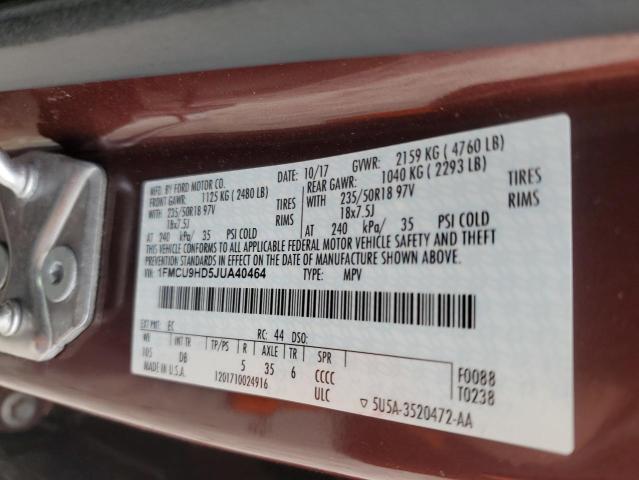 MFD. BY FORD MOTOR CO. DATE: 10/17 GVWR: 2159 KG ( 4760 LB)
FRONT GAWR: 1125 KG ( 2480 LB) REAR GAWR: 1040 KG ( 2293 LB)
WITH 235/50R18 97V TIRES WITH 235/50R18 97V TIRES
18x7.5J RIMS 18x7.5J RIMS
AT 240 kPa/ 35 PSI COLD AT 240 kPa/ 35 PSI COLD
THIS VEHICLE CONFORMS TO ALL APPLICABLE FEDERAL MOTOR VEHICLE SAFETY AND THEFT
PREVENTION STANDARDS IN EFFECT ON THE DATE OF MANUFACTURE SHOWN ABOVE.
VIN: 1FMCU9HD5JUA40464 TYPE: MPV
EXT PNT: EC RC: 44 DSO:
WB INT TR TP/PS R AXLE TR SPR
105 DB 5 35 6 CCCC
MADE IN U.S.A. 1201710024916 ULC
F0088
T0238
▽ 5U5A-3520472-AA